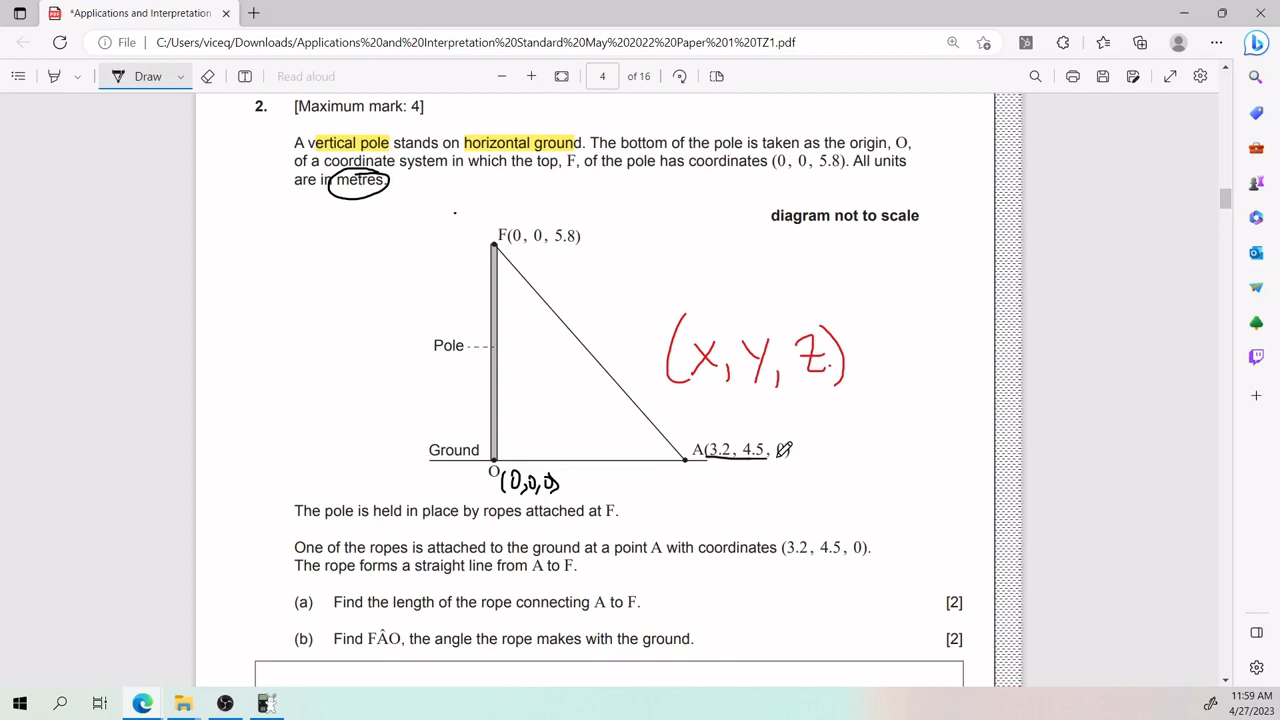 *Applications and Interpretation
File
C:/Users/viceq/Downloads/Applications%20and%20Interpretation%20Standard%20May%202022%20Paper%201%20TZ1.pdf
Draw
Read aloud
4
of 16
2.
[Maximum mark: 4]
A vertical pole stands on horizontal ground. The bottom of the pole is taken as the origin, O,
of a coordinate system in which the top, F, of the pole has coordinates (0, 0, 5.8). All units
are in metres.
diagram not to scale
F(0, 0, 5.8)
(x, y, z)
Pole
Ground
A(3.2, 4.5,
O
(0,0,0)
The pole is held in place by ropes attached at F.
One of the ropes is attached to the ground at a point A with coordinates (3.2, 4.5, 0).
The rope forms a straight line from A to F.
(a) Find the length of the rope connecting A to F. [2]
(b) Find FÂO, the angle the rope makes with the ground. [2]
11:59 AM
4/27/2023